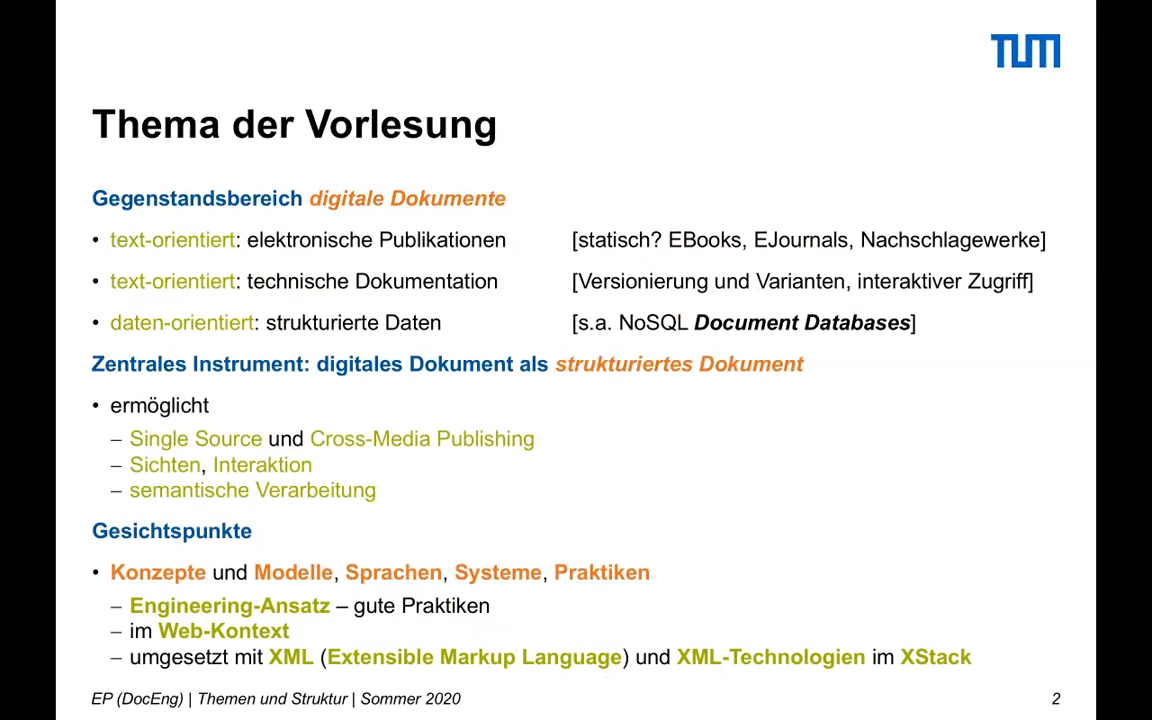 TUM
Thema der Vorlesung
Gegenstandsbereich digitale Dokumente
• text-orientiert: elektronische Publikationen [statisch? EBooks, EJournals, Nachschlagewerke]
• text-orientiert: technische Dokumentation [Versionierung und Varianten, interaktiver Zugriff]
• daten-orientiert: strukturierte Daten [s.a. NoSQL Document Databases]
Zentrales Instrument: digitales Dokument als strukturiertes Dokument
• ermöglicht
– Single Source und Cross-Media Publishing
– Sichten, Interaktion
– semantische Verarbeitung
Gesichtspunkte
• Konzepte und Modelle, Sprachen, Systeme, Praktiken
– Engineering-Ansatz – gute Praktiken
– im Web-Kontext
– umgesetzt mit XML (Extensible Markup Language) und XML-Technologien im XStack
EP (DocEng) | Themen und Struktur | Sommer 2020 2